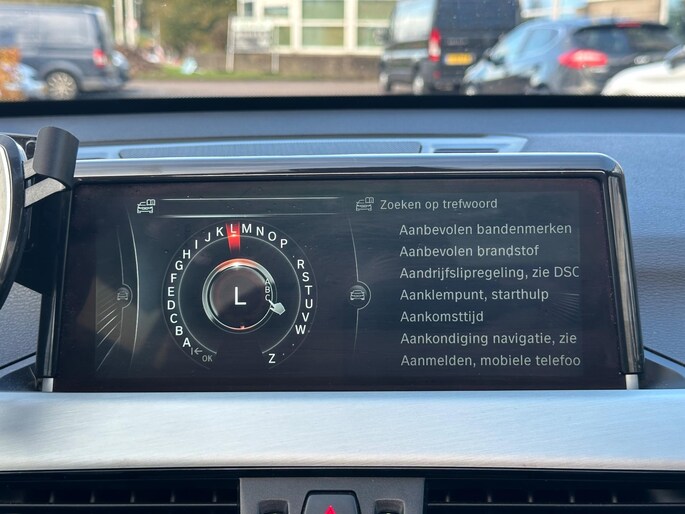 Zoeken op trefwoord
Aanbevolen bandenmerken
Aanbevolen brandstof
Aandrijfslipregeling, zie DSC
Aanklempunt, starthulp
Aankomsttijd
Aankondiging navigatie, zie
Aanmelden, mobiele telefoo
OK A B C D E F G H I J K L M N O P R S T U V W Z
L
A B C